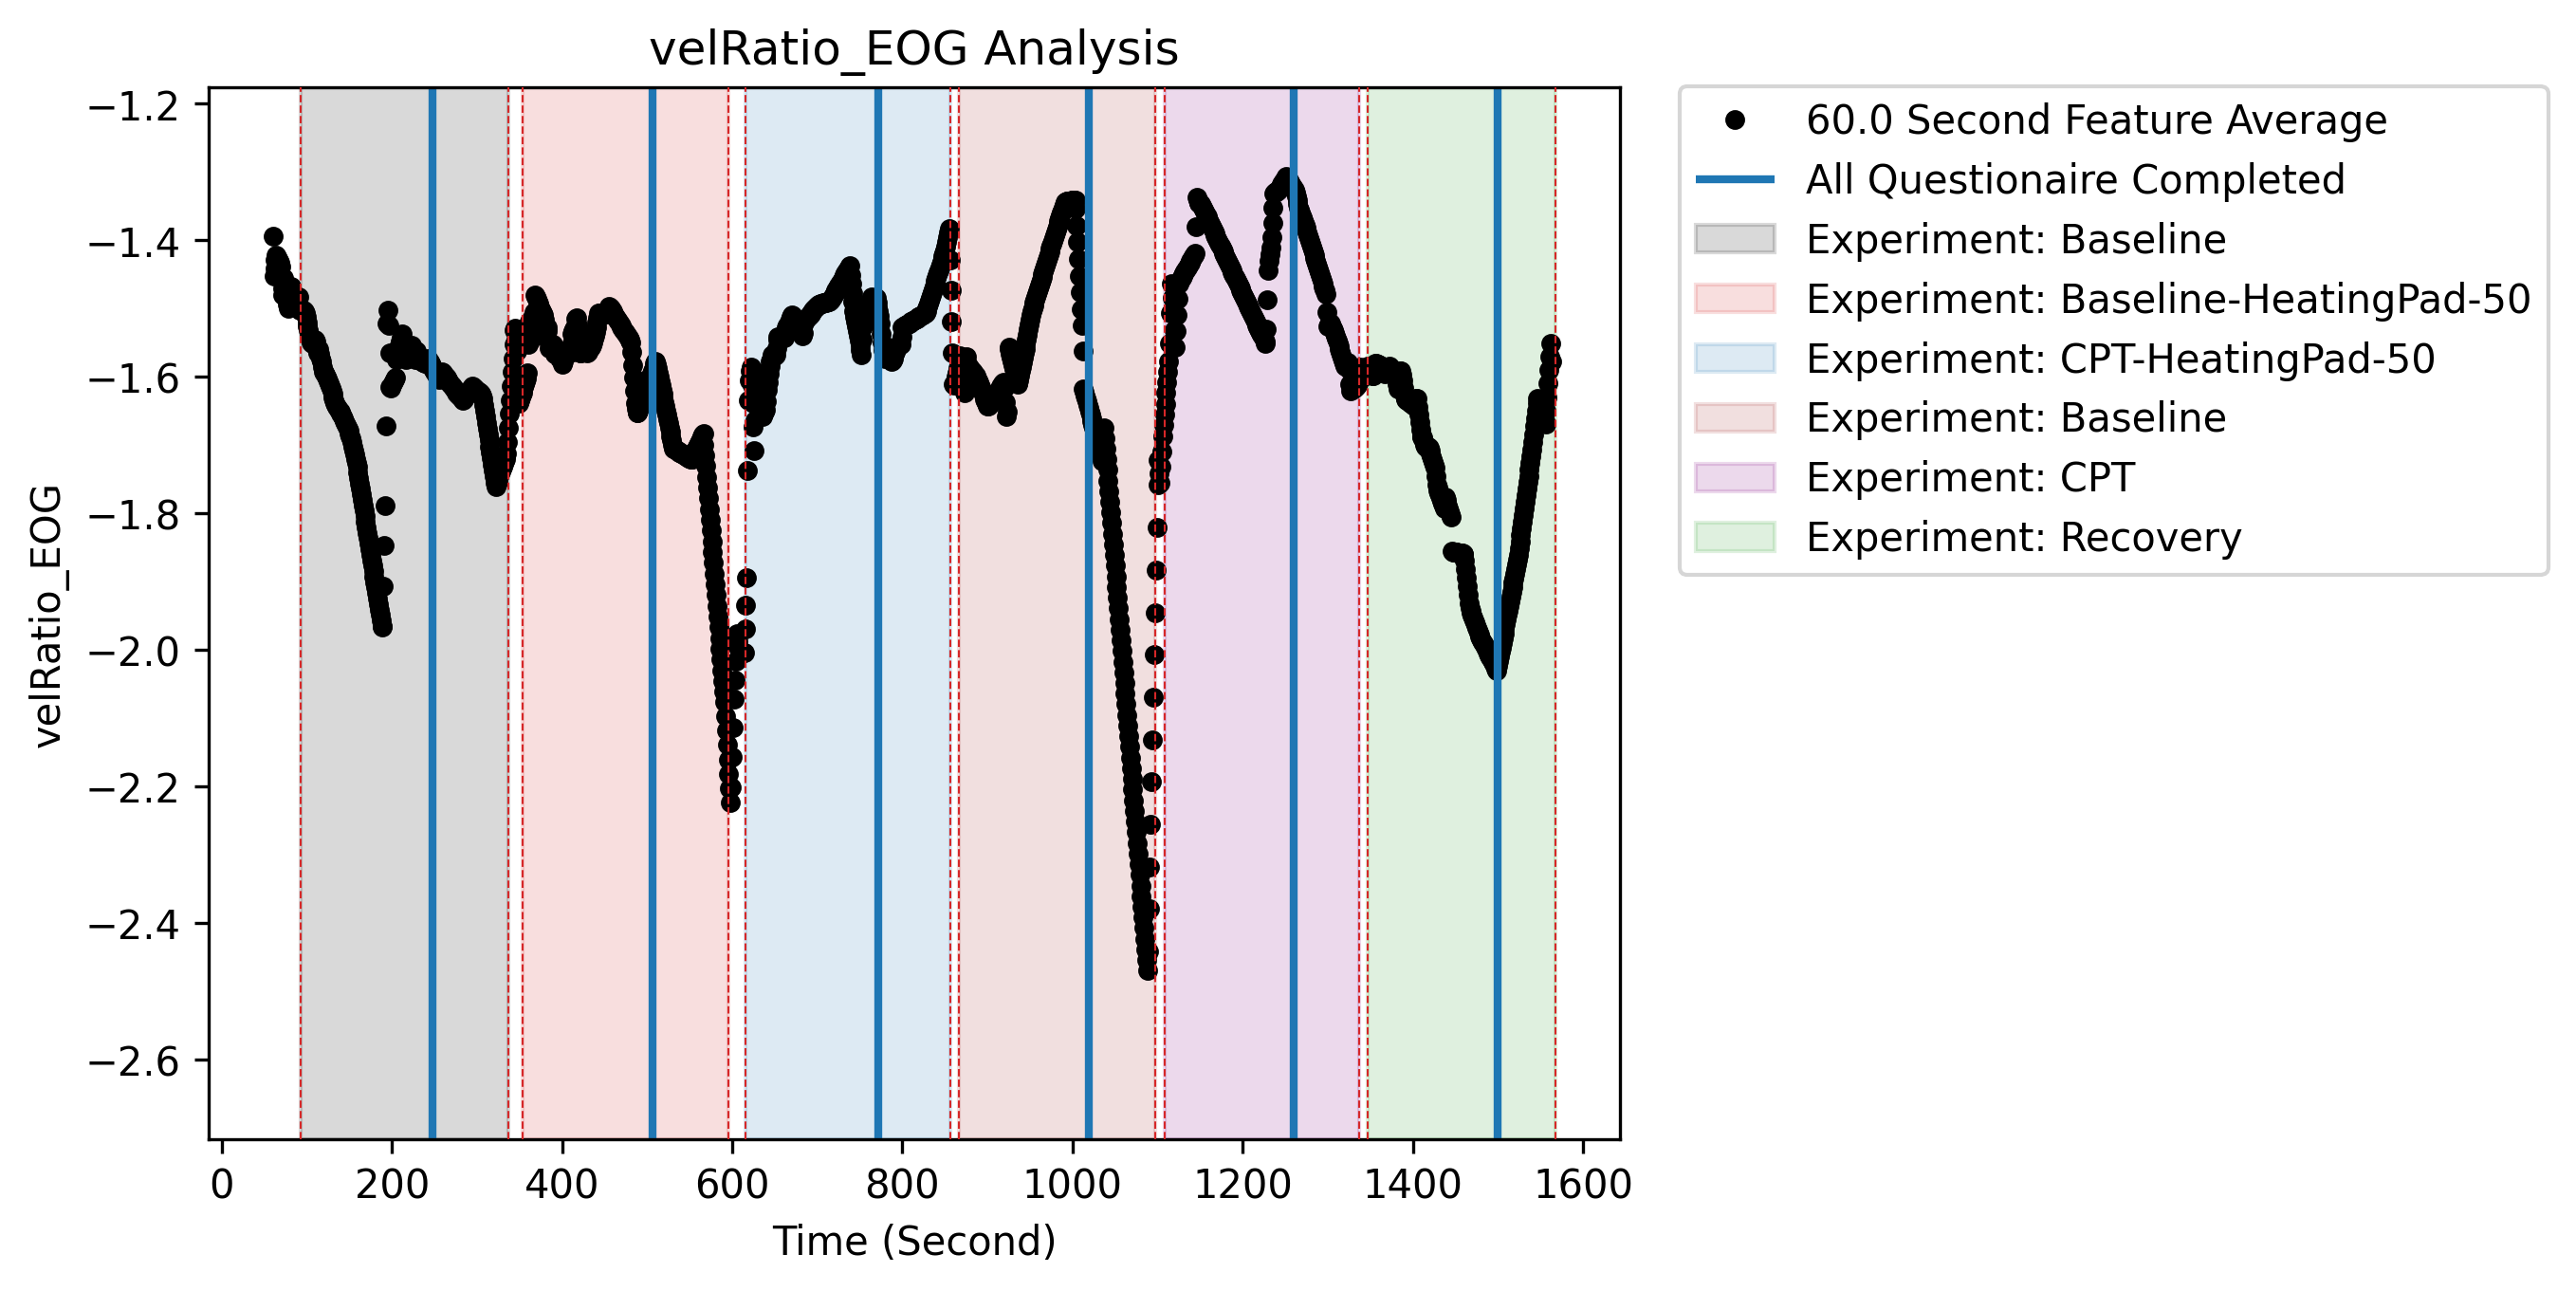 velRatio_EOG Analysis
−1.2
−1.4
−1.6
−1.8
−2.0
−2.2
−2.4
−2.6
velRatio_EOG
0 200 400 600 800 1000 1200 1400 1600
Time (Second)
60.0 Second Feature Average
All Questionaire Completed
Experiment: Baseline
Experiment: Baseline-HeatingPad-50
Experiment: CPT-HeatingPad-50
Experiment: Baseline
Experiment: CPT
Experiment: Recovery